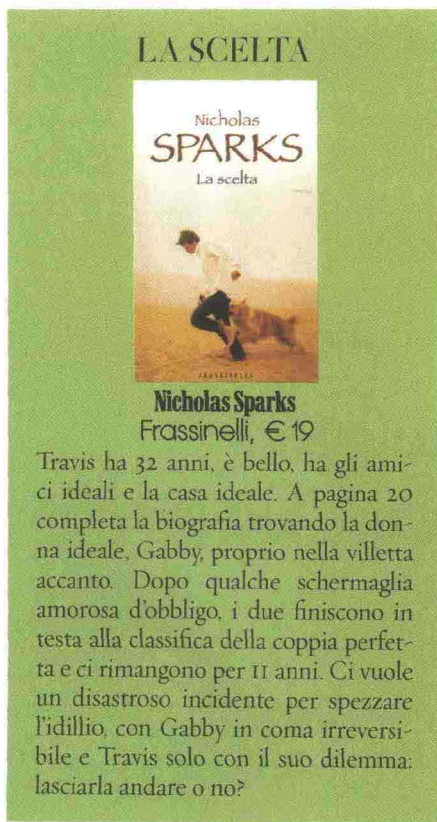 LA SCELTA
Nicholas
SPARKS
La scelta
FRASSINELLI
Nicholas Sparks
Frassinelli, € 19
Travis ha 32 anni, è bello, ha gli ami-
ci ideali e la casa ideale. A pagina 20
completa la biografia trovando la don-
na ideale, Gabby, proprio nella villetta
accanto. Dopo qualche schermaglia
amorosa d'obbligo, i due finiscono in
testa alla classifica della coppia perfet-
ta e ci rimangono per 11 anni. Ci vuole
un disastroso incidente per spezzare
l'idillio, con Gabby in coma irreversi-
bile e Travis solo con il suo dilemma:
lasciarla andare o no?